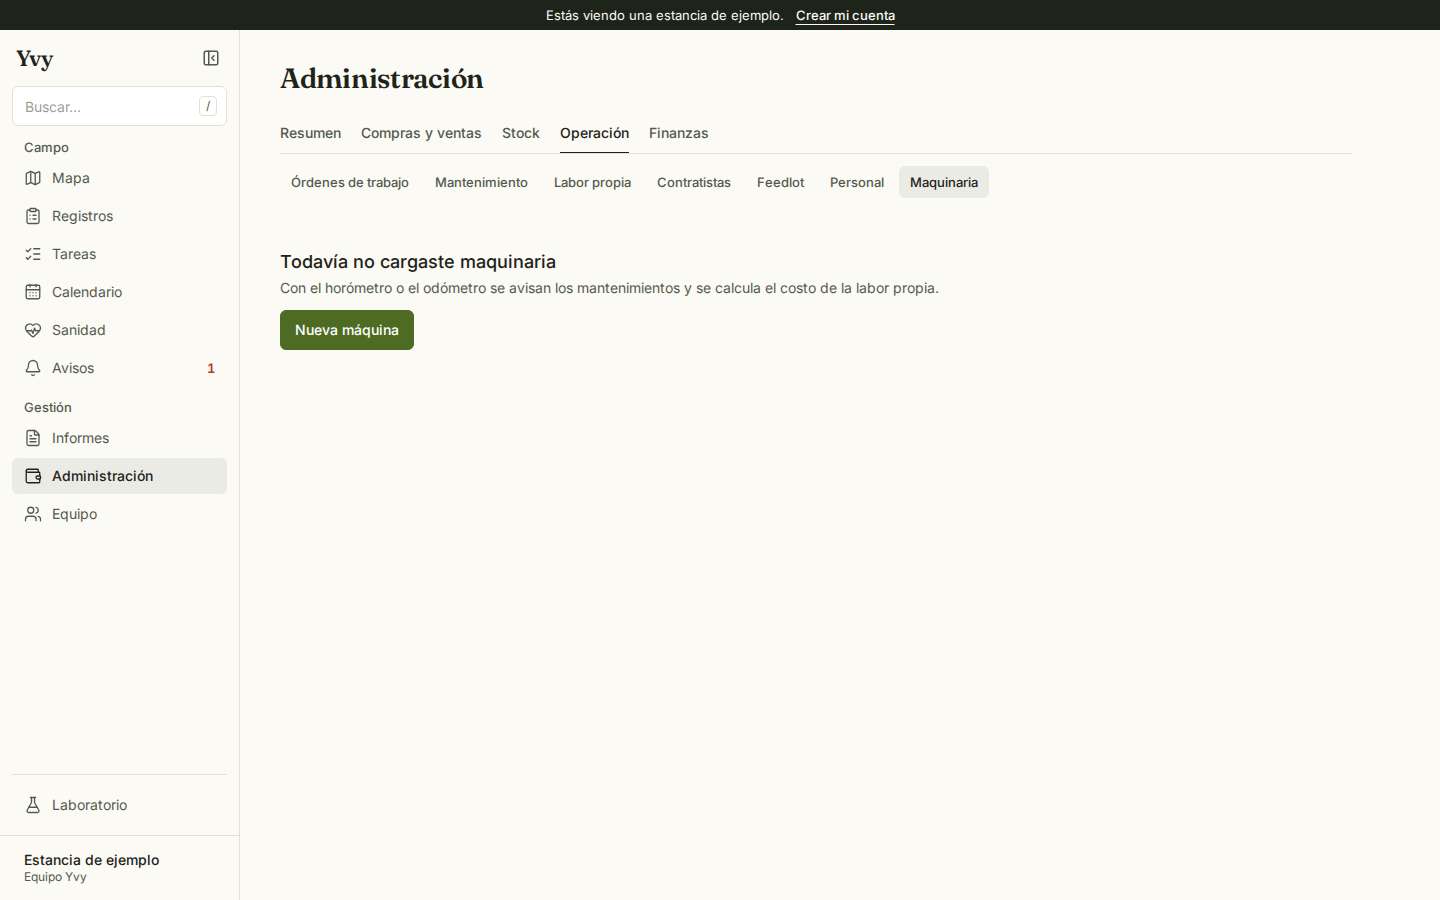 Estás viendo una estancia de ejemplo. Crear mi cuenta
Yvy
Buscar... /
Campo
Mapa
Registros
Tareas
Calendario
Sanidad
Avisos 1
Gestión
Informes
Administración
Equipo
Laboratorio
Estancia de ejemplo
Equipo Yvy
Administración
Resumen Compras y ventas Stock Operación Finanzas
Órdenes de trabajo Mantenimiento Labor propia Contratistas Feedlot Personal Maquinaria
Todavía no cargaste maquinaria
Con el horómetro o el odómetro se avisan los mantenimientos y se calcula el costo de la labor propia.
Nueva máquina